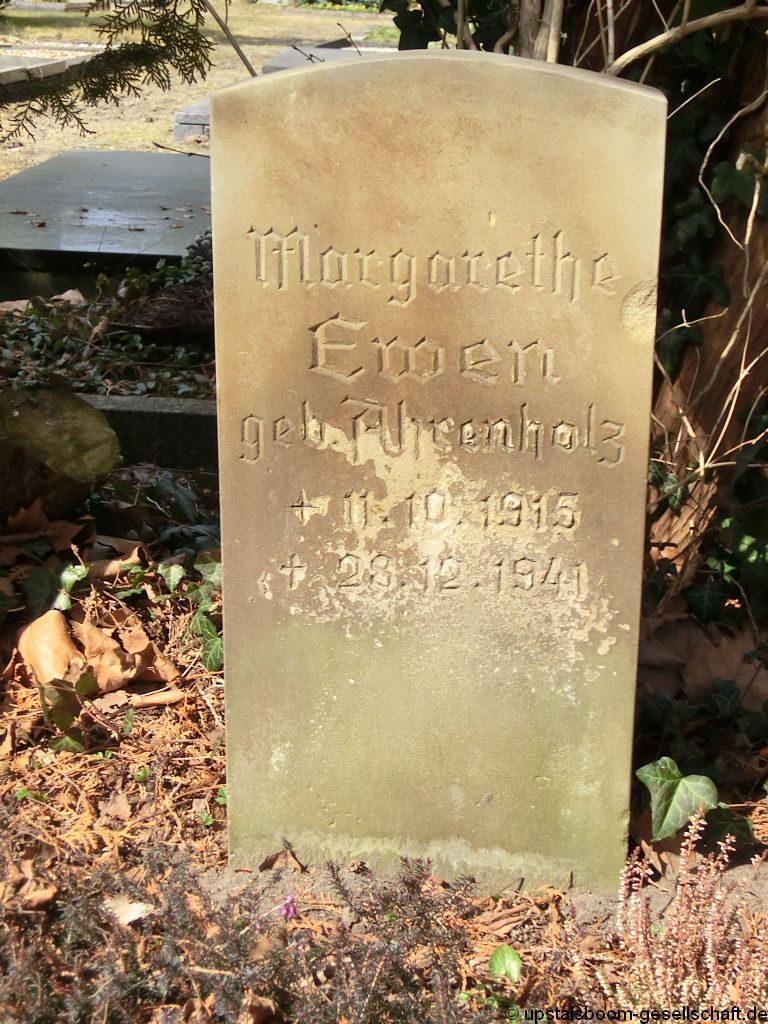 Margarethe
Ewen
geb. Ahrenholz
+ 11. 10. 1915
+ 28. 12. 1941
© upstalsboom-gesellschaft.de